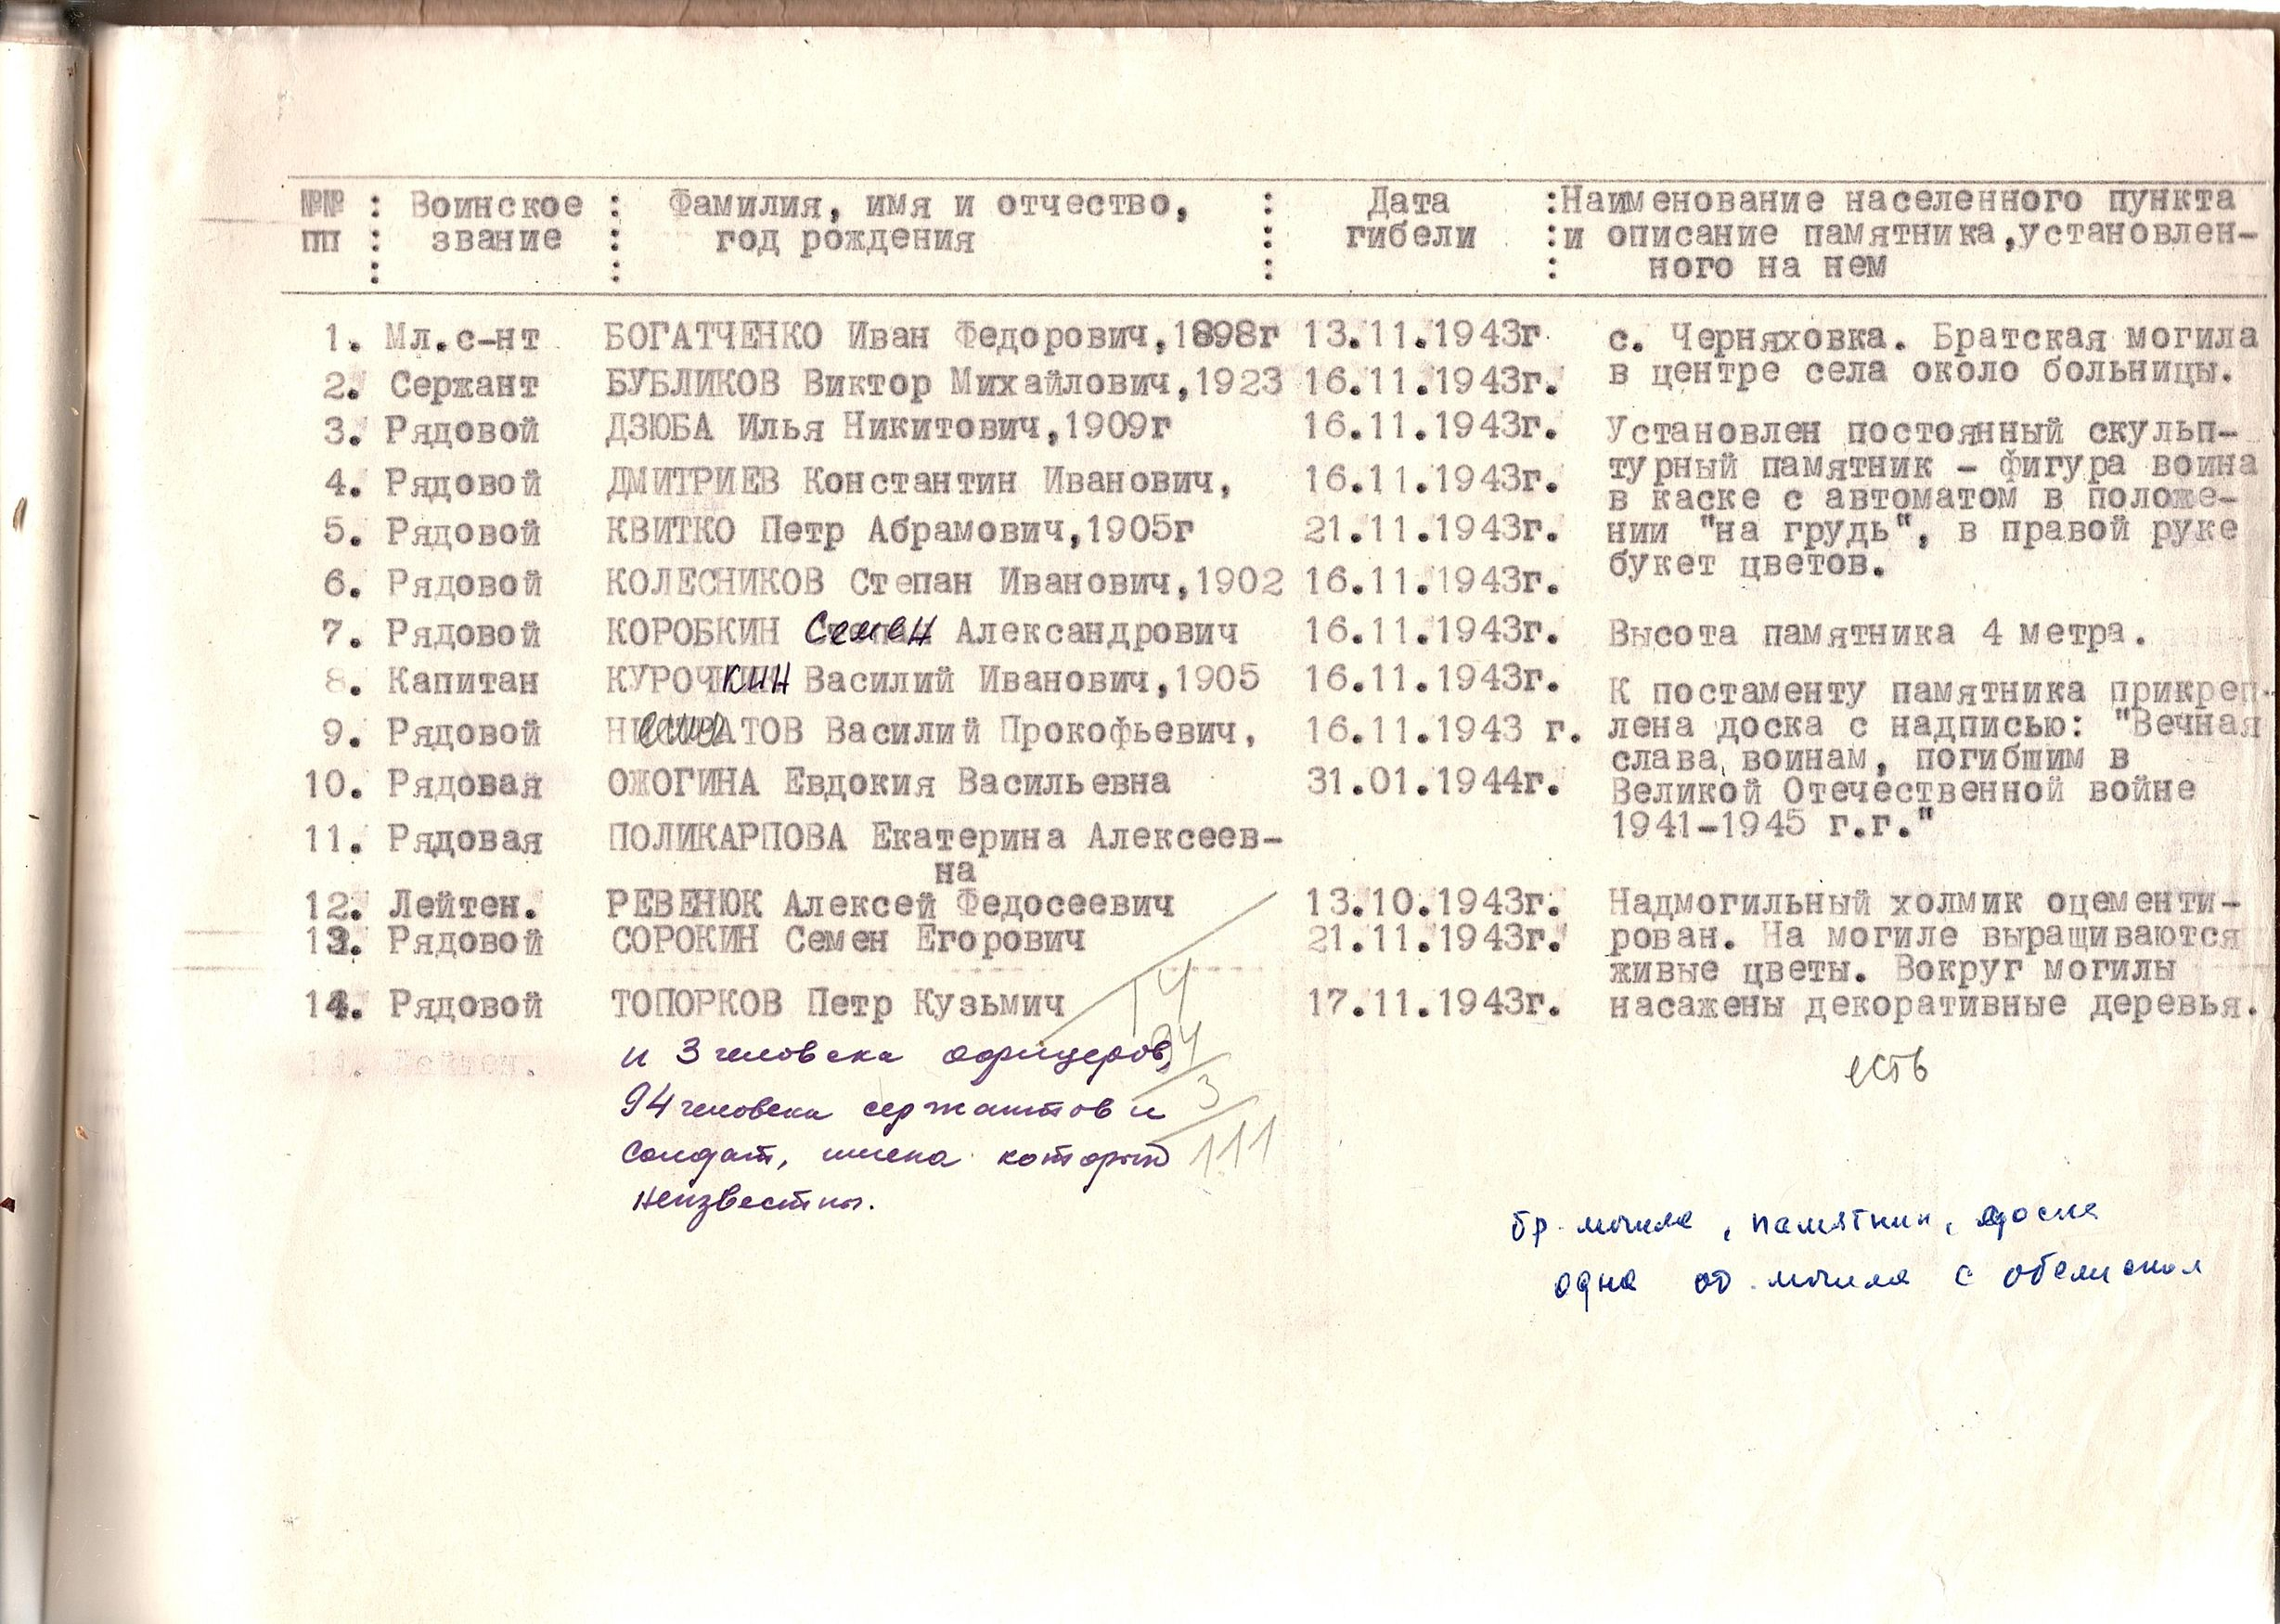 №№ : Воинское : Фамилия, имя и отчество, : Дата :Наименование населенного пункта
пп : звание : год рождения : гибели :и описание памятника,установлен-
: : : : ного на нем
1. Мл.с-нт БОГАТЧЕНКО Иван Федорович,1898г 13.11.1943г.
2. Сержант БУБЛИКОВ Виктор Михайлович,1923 16.11.1943г.
3. Рядовой ДЗЮБА Илья Никитович,1909г 16.11.1943г.
4. Рядовой ДМИТРИЕВ Константин Иванович, 16.11.1943г.
5. Рядовой КВИТКО Петр Абрамович,1905г 21.11.1943г.
6. Рядовой КОЛЕСНИКОВ Степан Иванович,1902 16.11.1943г.
7. Рядовой КОРОБКИН Семен Александрович 16.11.1943г.
8. Капитан КУРОЧКИН Василий Иванович,1905 16.11.1943г.
9. Рядовой Василий Прокофьевич, 16.11.1943 г.
10. Рядовая ОЖОГИНА Евдокия Васильевна 31.01.1944г.
11. Рядовая ПОЛИКАРПОВА Екатерина Алексеев-
на
12. Лейтен. РЕВЕНЮК Алексей Федосеевич 13.10.1943г.
13. Рядовой СОРОКИН Семен Егорович 21.11.1943г.
14. Рядовой ТОПОРКОВ Петр Кузьмич 17.11.1943г.
11. Лейтен.
и 3 человека офицеров,
94 человека сержантов и
солдат, имена которых
неизвестны.
14
94
3
111
с. Черняховка. Братская могила
в центре села около больницы.
Установлен постоянный скульп-
турный памятник – фигура воина
в каске с автоматом в положе-
нии "на грудь", в правой руке
букет цветов.
Высота памятника 4 метра.
К постаменту памятника прикреп-
лена доска с надписью: "Вечная
слава воинам, погибшим в
Великой Отечественной войне
1941-1945 г.г."
Надмогильный холмик оцементи-
рован. На могиле выращиваются
живые цветы. Вокруг могилы
насажены декоративные деревья.
есть
бр. могила, памятник, доска
одна могила с обелиском